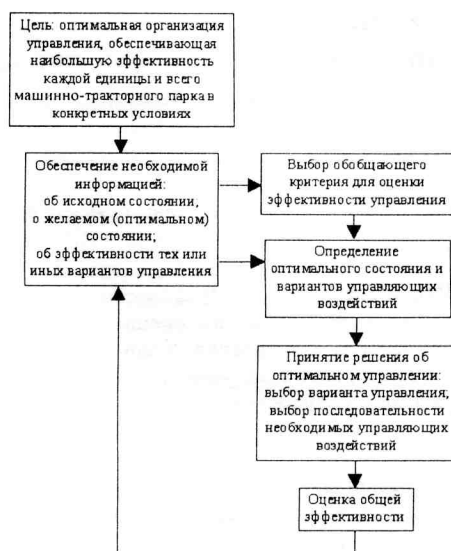 Цель: оптимальная организация
управления, обеспечивающая
наибольшую эффективность
каждой единицы и всего
машинно-тракторного парка в
конкретных условиях
Обеспечение необходимой
информацией:
об исходном состоянии;
о желаемом (оптимальном)
состоянии;
об эффективности тех или
иных вариантов управления
Выбор обобщающего
критерия для оценки
эффективности управления
Определение
оптимального состояния и
вариантов управляющих
воздействий
Принятие решения об
оптимальном управлении:
выбор варианта управления;
выбор последовательности
необходимых управляющих
воздействий
Оценка общей
эффективности